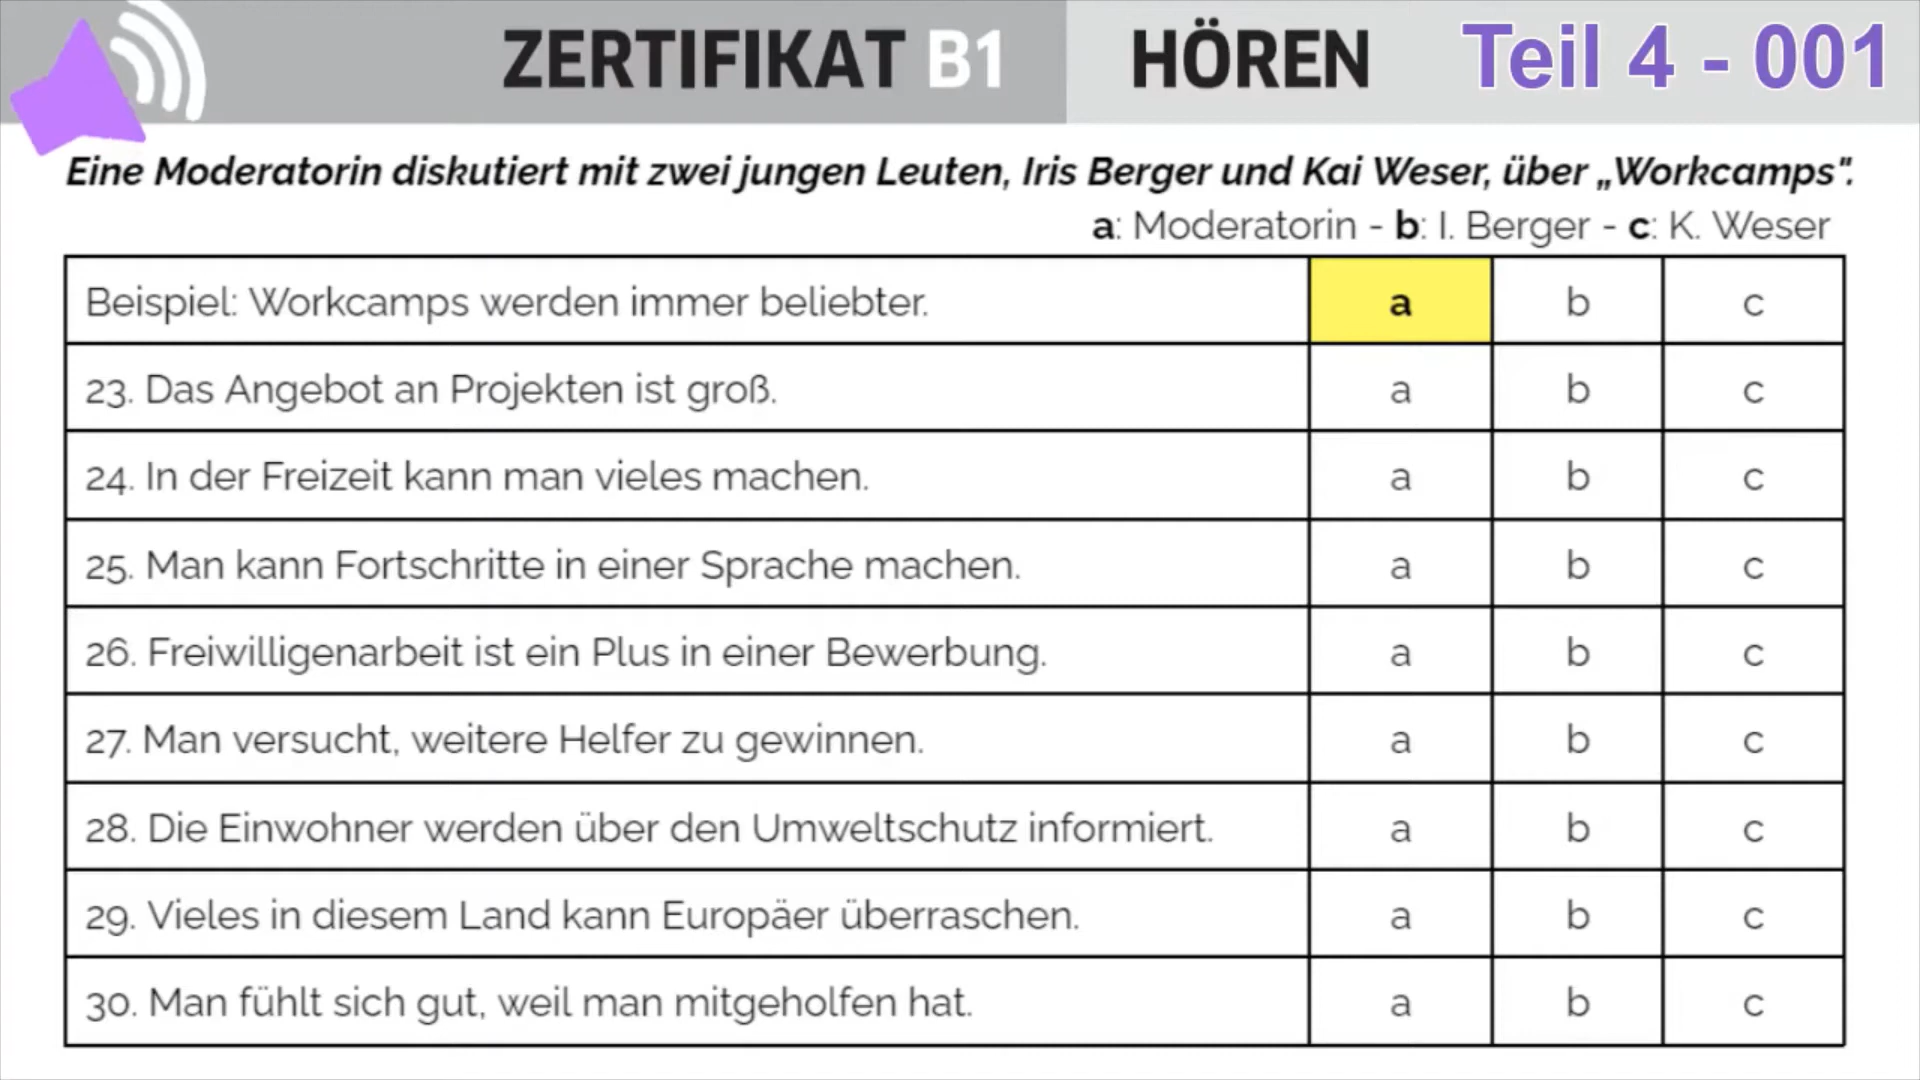 ZERTIFIKAT B1 HÖREN Teil 4 - 001
Eine Moderatorin diskutiert mit zwei jungen Leuten, Iris Berger und Kai Weser, über „Workcamps".
a: Moderatorin - b: I. Berger - c: K. Weser
Beispiel: Workcamps werden immer beliebter. a b c
23. Das Angebot an Projekten ist groß. a b c
24. In der Freizeit kann man vieles machen. a b c
25. Man kann Fortschritte in einer Sprache machen. a b c
26. Freiwilligenarbeit ist ein Plus in einer Bewerbung. a b c
27. Man versucht, weitere Helfer zu gewinnen. a b c
28. Die Einwohner werden über den Umweltschutz informiert. a b c
29. Vieles in diesem Land kann Europäer überraschen. a b c
30. Man fühlt sich gut, weil man mitgeholfen hat. a b c